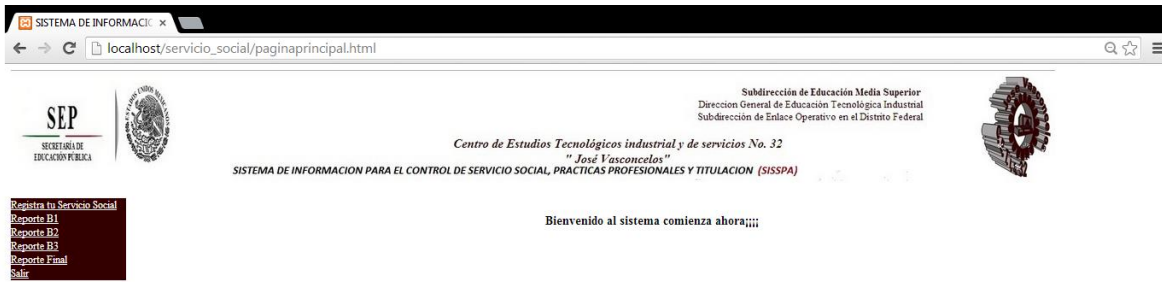 SISTEMA DE INFORMACIC
localhost/servicio_social/paginaprincipal.html
SEP
SECRETARÍA DE
EDUCACIÓN PÚBLICA
ESTADOS UNIDOS MEXICANOS
Subdirección de Educación Media Superior
Direccion General de Educación Tecnológica Industrial
Subdirección de Enlace Operativo en el Distrito Federal
Centro de Estudios Tecnológicos industrial y de servicios No. 32
" José Vasconcelos"
SISTEMA DE INFORMACION PARA EL CONTROL DE SERVICIO SOCIAL, PRACTICAS PROFESIONALES Y TITULACION (SISSPA)
Registra tu Servicio Social
Reporte B1
Reporte B2
Reporte B3
Reporte Final
Salir
Bienvenido al sistema comienza ahora¡¡¡¡